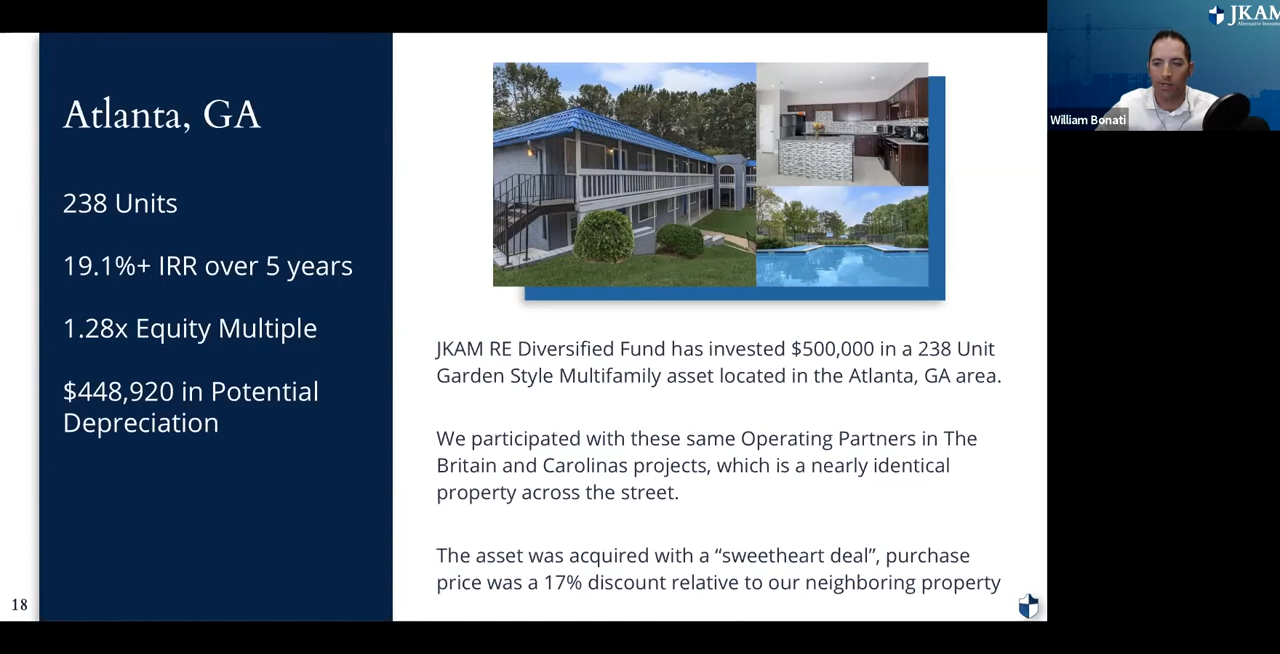 JKAM
Alternative Investm
William Bonati
Atlanta, GA
238 Units
19.1%+ IRR over 5 years
1.28x Equity Multiple
$448,920 in Potential
Depreciation
18
JKAM RE Diversified Fund has invested $500,000 in a 238 Unit
Garden Style Multifamily asset located in the Atlanta, GA area.
We participated with these same Operating Partners in The
Britain and Carolinas projects, which is a nearly identical
property across the street.
The asset was acquired with a “sweetheart deal”, purchase
price was a 17% discount relative to our neighboring property